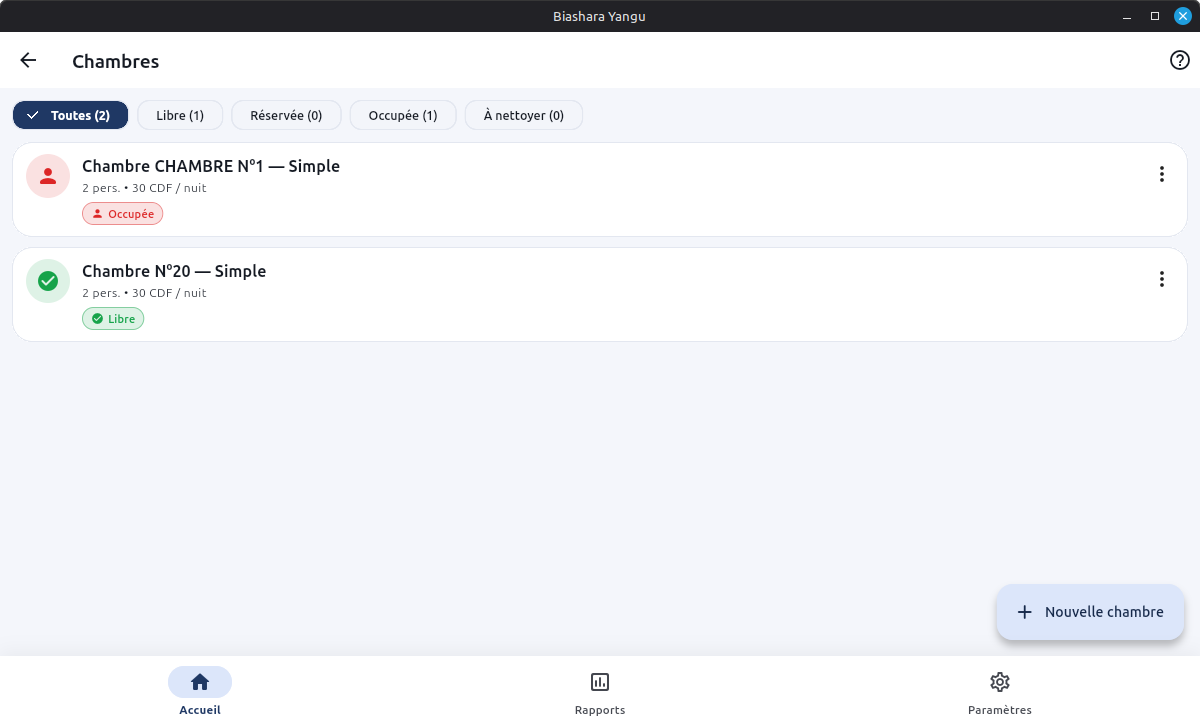 Biashara Yangu
Chambres
Toutes (2)
Libre (1)
Réservée (0)
Occupée (1)
À nettoyer (0)
Chambre CHAMBRE N°1 — Simple
2 pers. • 30 CDF / nuit
Occupée
Chambre N°20 — Simple
2 pers. • 30 CDF / nuit
Libre
Nouvelle chambre
Accueil
Rapports
Paramètres